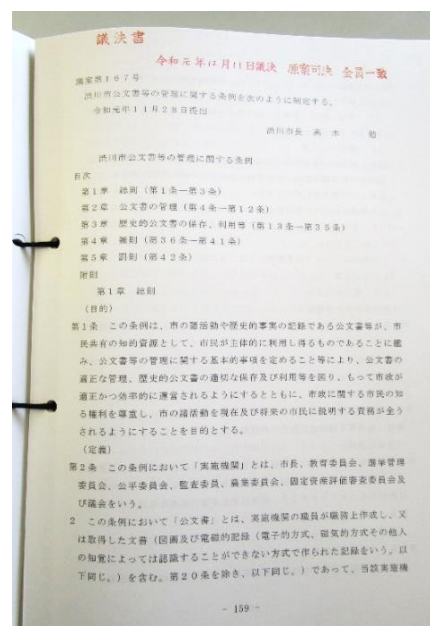 議決書
令和元年12月11日議決 原案可決 全員一致
議案第167号
渋川市公文書等の管理に関する条例を次のように制定する。
令和元年11月28日提出
渋川市長 髙木 勉
渋川市公文書等の管理に関する条例
目次
第1章 総則(第1条―第3条)
第2章 公文書の管理(第4条―第12条)
第3章 歴史的公文書の保存、利用等(第13条―第35条)
第4章 雑則(第36条―第41条)
第5章 罰則(第42条)
附則
第1章 総則
(目的)
第1条 この条例は、市の諸活動や歴史的事実の記録である公文書等が、市
民共有の知的資源として、市民が主体的に利用し得るものであることに鑑
み、公文書等の管理に関する基本的事項を定めること等により、公文書の
適正な管理、歴史的公文書の適切な保存及び利用等を図り、もって市政が
適正かつ効率的に運営されるようにするとともに、市政に関する市民の知
る権利を尊重し、市の諸活動を現在及び将来の市民に説明する責務が全う
されるようにすることを目的とする。
(定義)
第2条 この条例において「実施機関」とは、市長、教育委員会、選挙管理
委員会、公平委員会、監査委員、農業委員会、固定資産評価審査委員会及
び議会をいう。
2 この条例において「公文書」とは、実施機関の職員が職務上作成し、又
は取得した文書(図画及び電磁的記録(電子的方式、磁気的方式その他人
の知覚によっては認識することができない方式で作られた記録をいう。以
下同じ。)を含む。第20条を除き、以下同じ。)であって、当該実施機
- 159 -